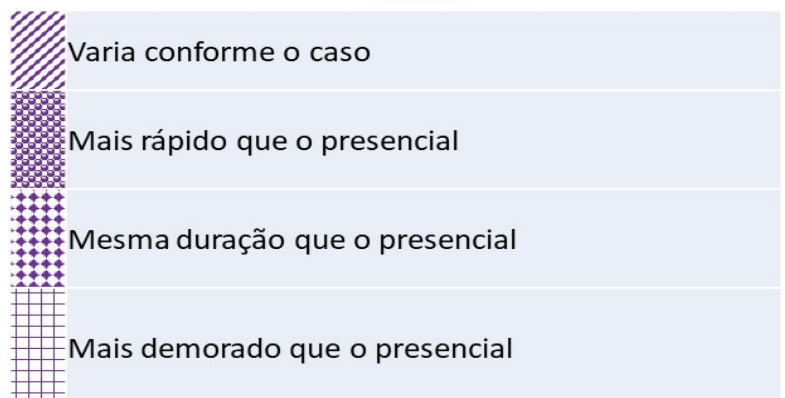 Varia conforme o caso
Mais rápido que o presencial
Mesma duração que o presencial
Mais demorado que o presencial